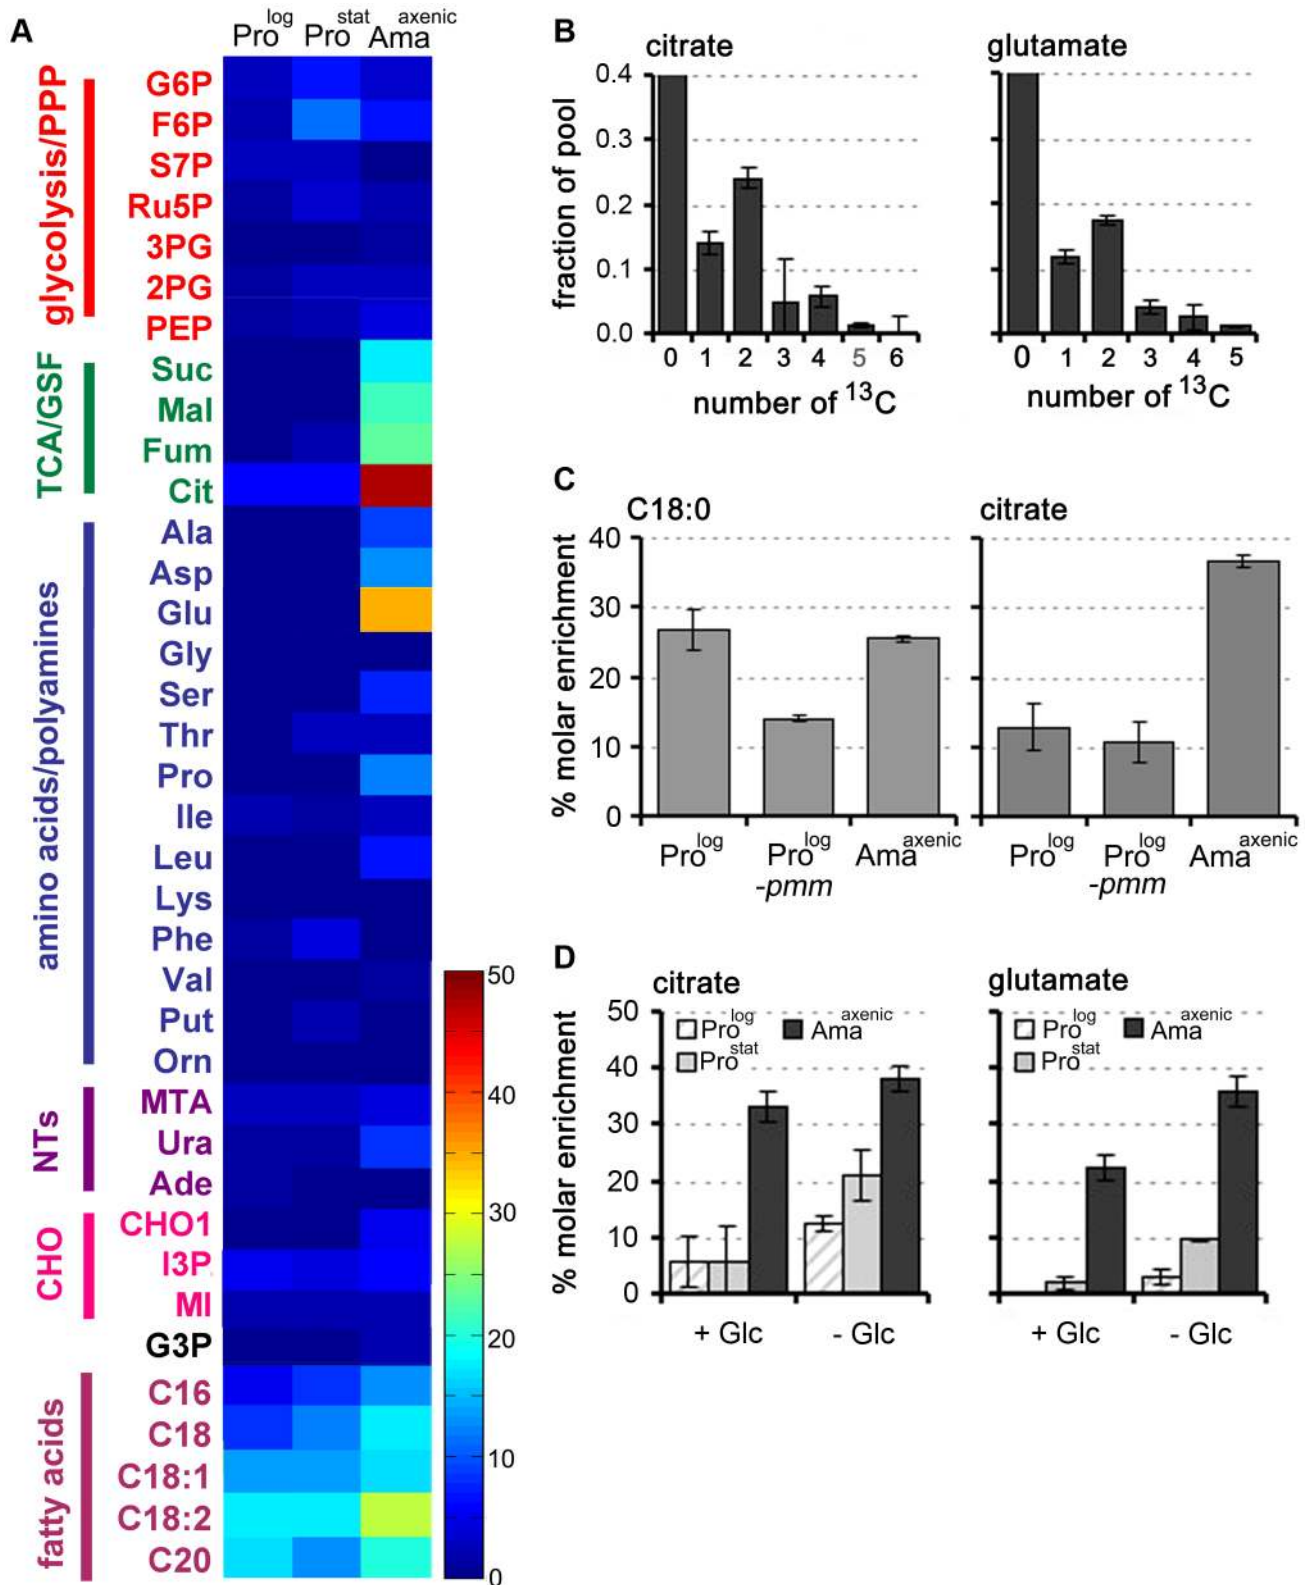 A
Pro log Pro stat Ama axenic
glycolysis/PPP
G6P
F6P
S7P
Ru5P
3PG
2PG
PEP
TCA/GSF
Suc
Mal
Fum
Cit
amino acids/polyamines
Ala
Asp
Glu
Gly
Ser
Thr
Pro
Ile
Leu
Lys
Phe
Val
Put
Orn
NTs
MTA
Ura
Ade
CHO
CHO1
I3P
MI
G3P
fatty acids
C16
C18
C18:1
C18:2
C20
50
40
30
20
10
0
B
citrate
fraction of pool
0.4
0.3
0.2
0.1
0.0
0 1 2 3 4 5 6
number of 13C
glutamate
0 1 2 3 4 5
number of 13C
C
C18:0
% molar enrichment
40
30
20
10
0
Pro log Pro log Ama axenic
-pmm
citrate
Pro log Pro log Ama axenic
-pmm
D
citrate
% molar enrichment
50
40
30
20
10
0
Pro log Ama axenic
Pro stat
+ Glc - Glc
glutamate
Pro log Ama axenic
Pro stat
+ Glc - Glc